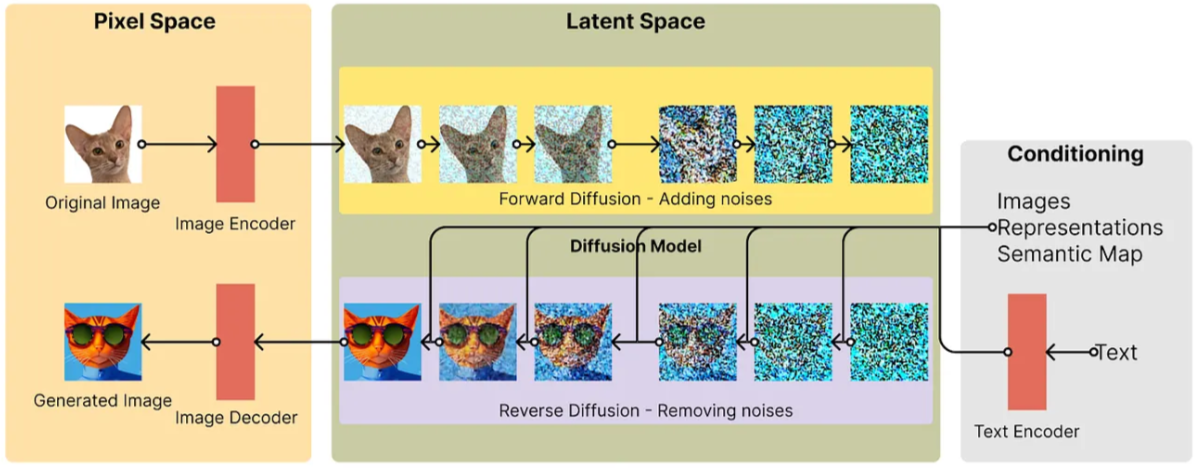 Pixel Space
Latent Space
Original Image
Image Encoder
Forward Diffusion - Adding noises
Diffusion Model
Conditioning
Images
Representations
Semantic Map
Generated Image
Image Decoder
Reverse Diffusion - Removing noises
Text
Text Encoder